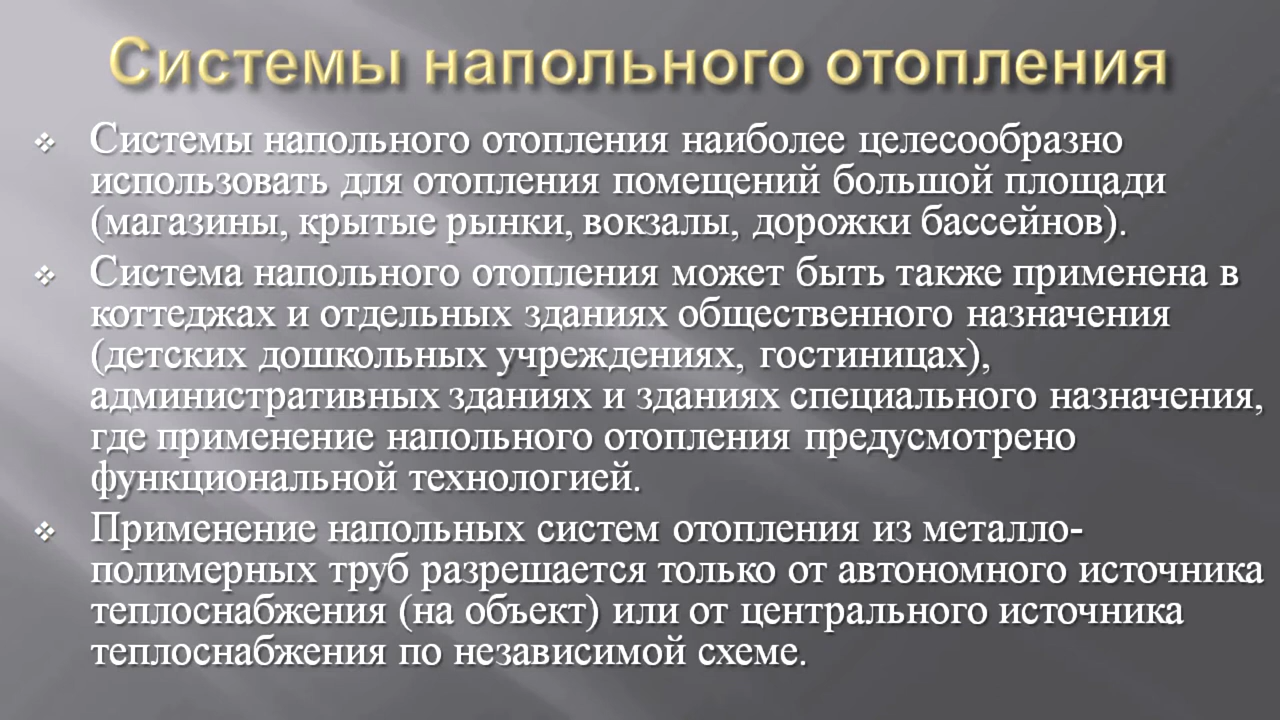 Системы напольного отопления
Системы напольного отопления наиболее целесообразно
использовать для отопления помещений большой площади
(магазины, крытые рынки, вокзалы, дорожки бассейнов).
Система напольного отопления может быть также применена в
коттеджах и отдельных зданиях общественного назначения
(детских дошкольных учреждениях, гостиницах),
административных зданиях и зданиях специального назначения,
где применение напольного отопления предусмотрено
функциональной технологией.
Применение напольных систем отопления из металло-
полимерных труб разрешается только от автономного источника
теплоснабжения (на объект) или от центрального источника
теплоснабжения по независимой схеме.